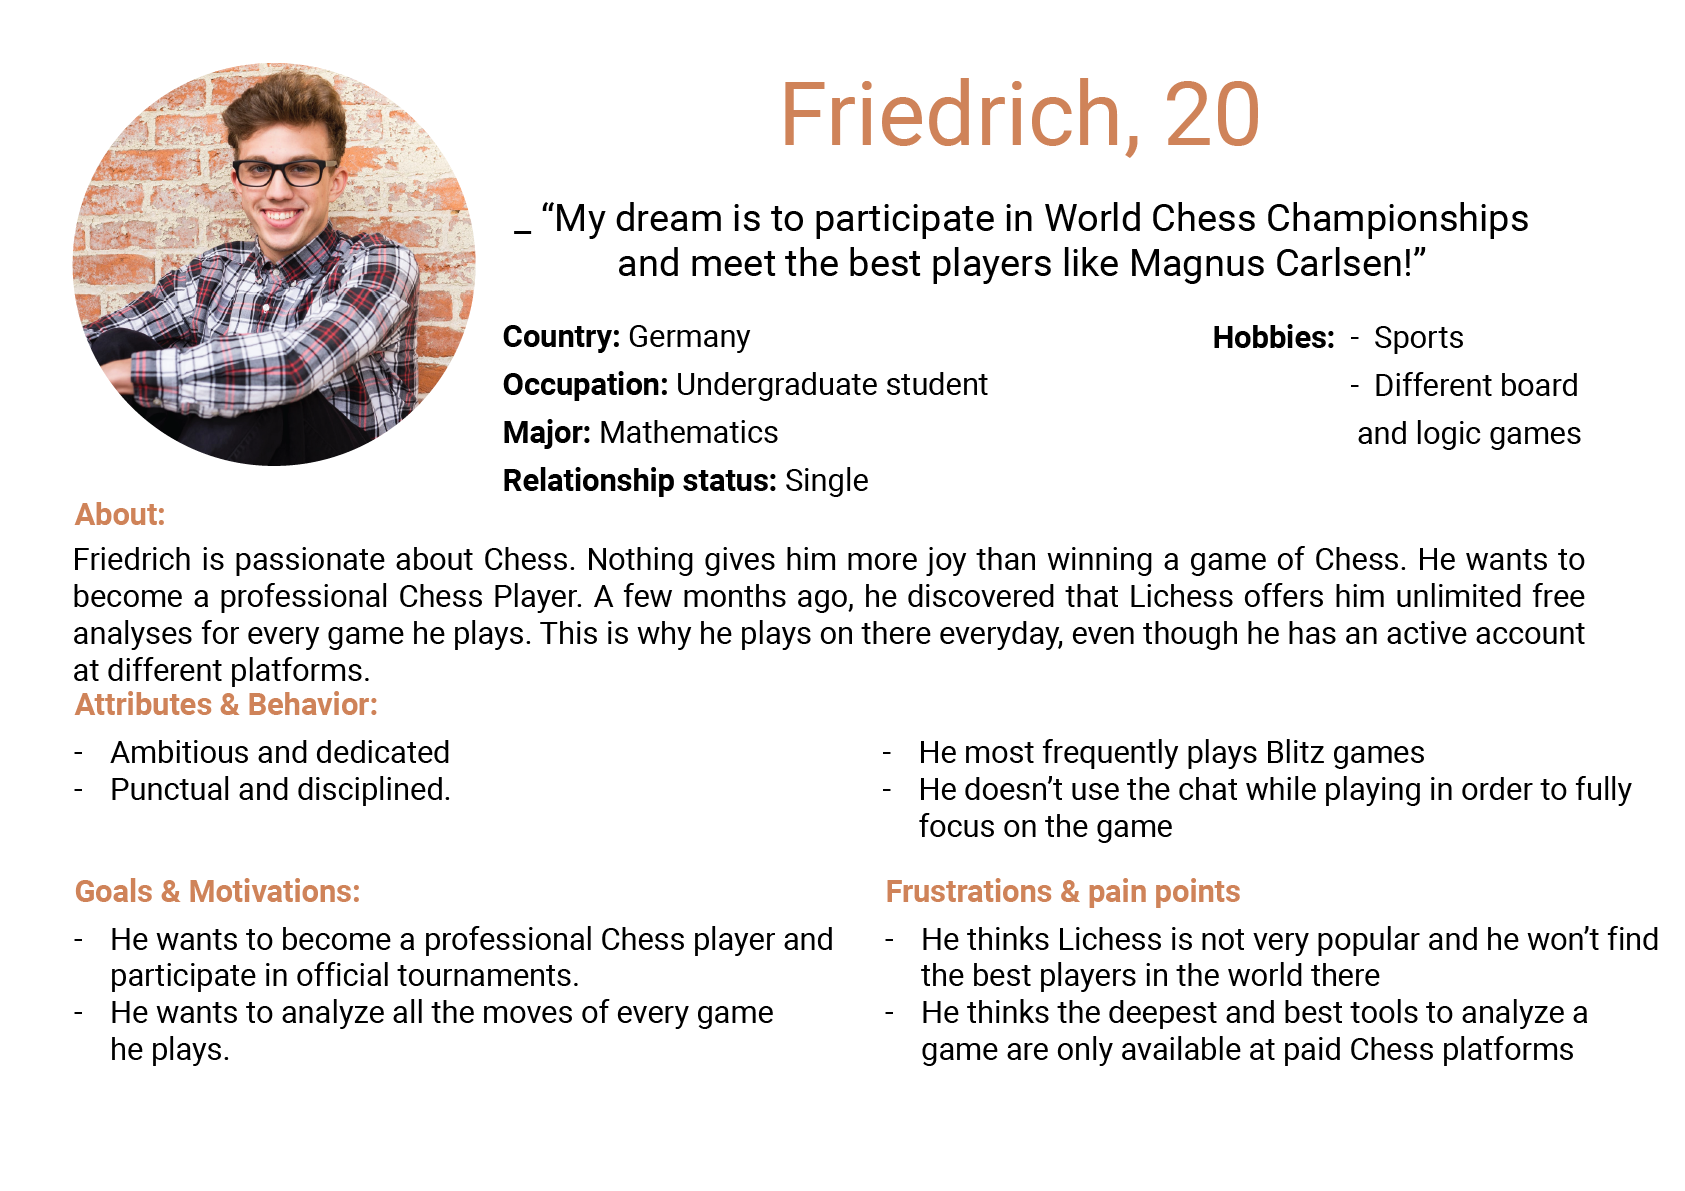 Friedrich, 20
_ “My dream is to participate in World Chess Championships
and meet the best players like Magnus Carlsen!”
Country: Germany
Occupation: Undergraduate student
Major: Mathematics
Relationship status: Single
Hobbies: - Sports
- Different board
and logic games
About:
Friedrich is passionate about Chess. Nothing gives him more joy than winning a game of Chess. He wants to
become a professional Chess Player. A few months ago, he discovered that Lichess offers him unlimited free
analyses for every game he plays. This is why he plays on there everyday, even though he has an active account
at different platforms.
Attributes & Behavior:
- Ambitious and dedicated
- Punctual and disciplined.
- He most frequently plays Blitz games
- He doesn’t use the chat while playing in order to fully
focus on the game
Goals & Motivations:
- He wants to become a professional Chess player and
participate in official tournaments.
- He wants to analyze all the moves of every game
he plays.
Frustrations & pain points
- He thinks Lichess is not very popular and he won’t find
the best players in the world there
- He thinks the deepest and best tools to analyze a
game are only available at paid Chess platforms